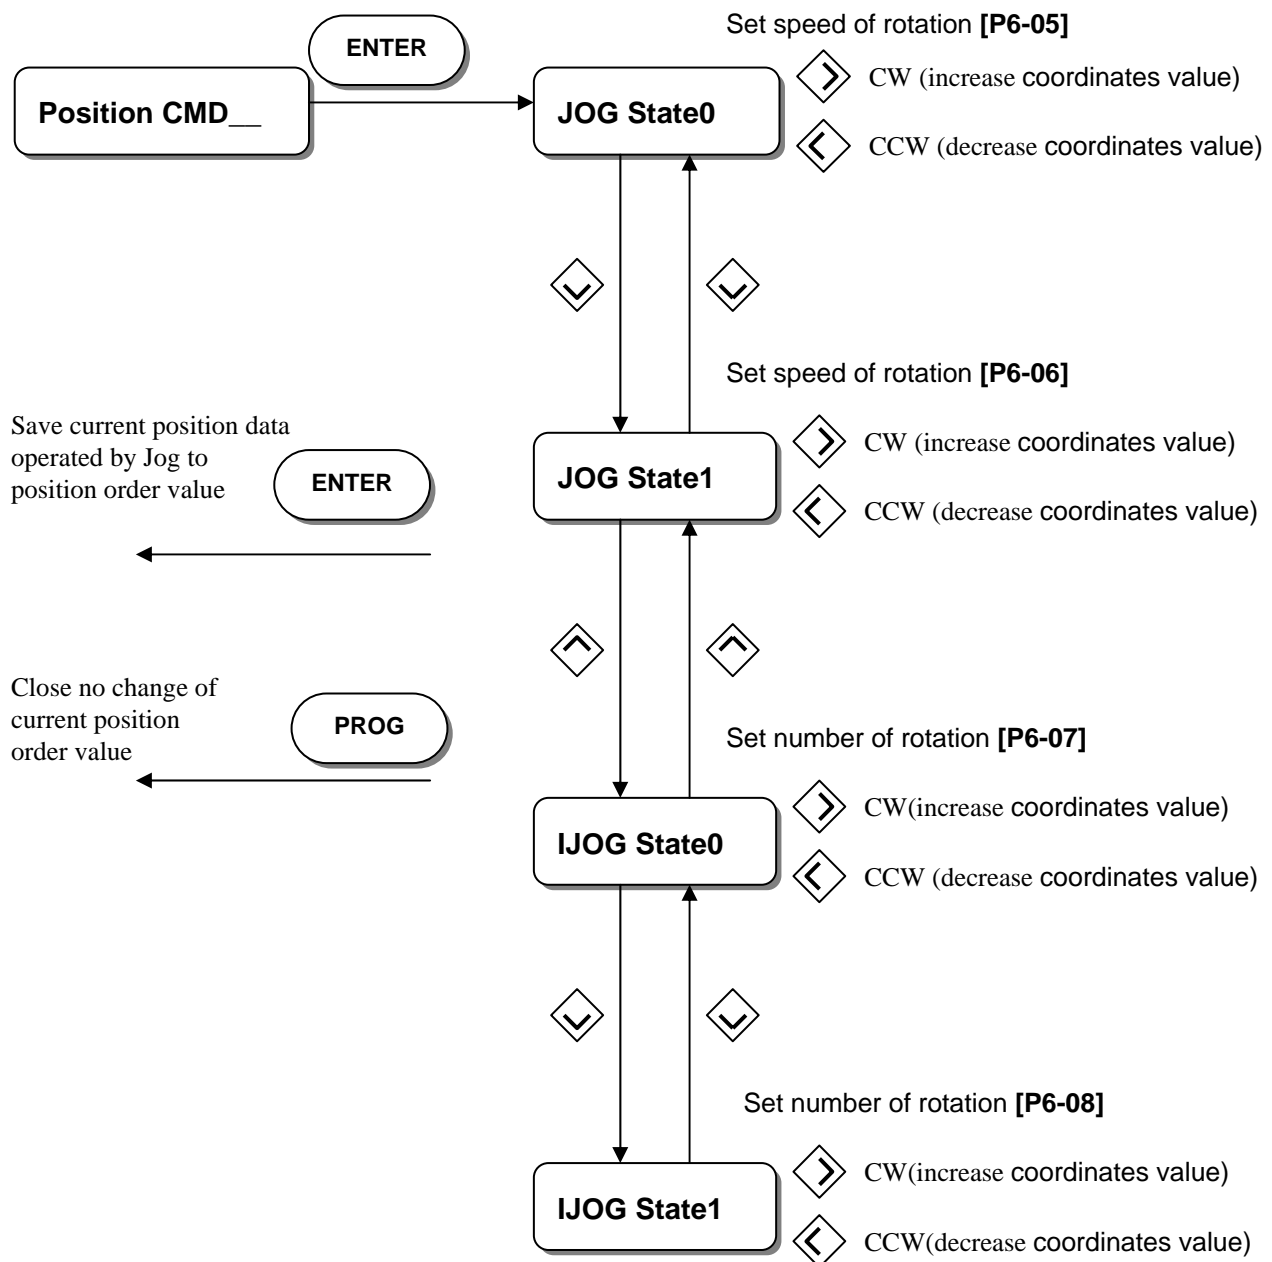 Set speed of rotation [P6-05]
ENTER
Position CMD__
JOG State0
CW (increase coordinates value)
CCW (decrease coordinates value)
Set speed of rotation [P6-06]
Save current position data
operated by Jog to
position order value
ENTER
JOG State1
CW (increase coordinates value)
CCW (decrease coordinates value)
Close no change of
current position
order value
PROG
Set number of rotation [P6-07]
IJOG State0
CW(increase coordinates value)
CCW (decrease coordinates value)
Set number of rotation [P6-08]
IJOG State1
CW(increase coordinates value)
CCW(decrease coordinates value)